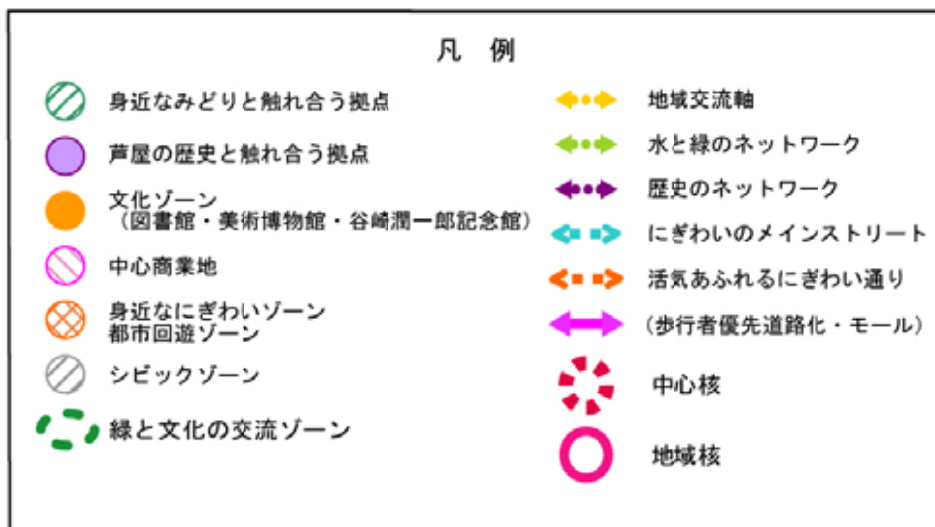 凡 例
身近なみどりと触れ合う拠点
芦屋の歴史と触れ合う拠点
文化ゾーン
(図書館・美術博物館・谷崎潤一郎記念館)
中心商業地
身近なにぎわいゾーン
都市回遊ゾーン
シビックゾーン
緑と文化の交流ゾーン
地域交流軸
水と緑のネットワーク
歴史のネットワーク
にぎわいのメインストリート
活気あふれるにぎわい通り
(歩行者優先道路化・モール)
中心核
地域核